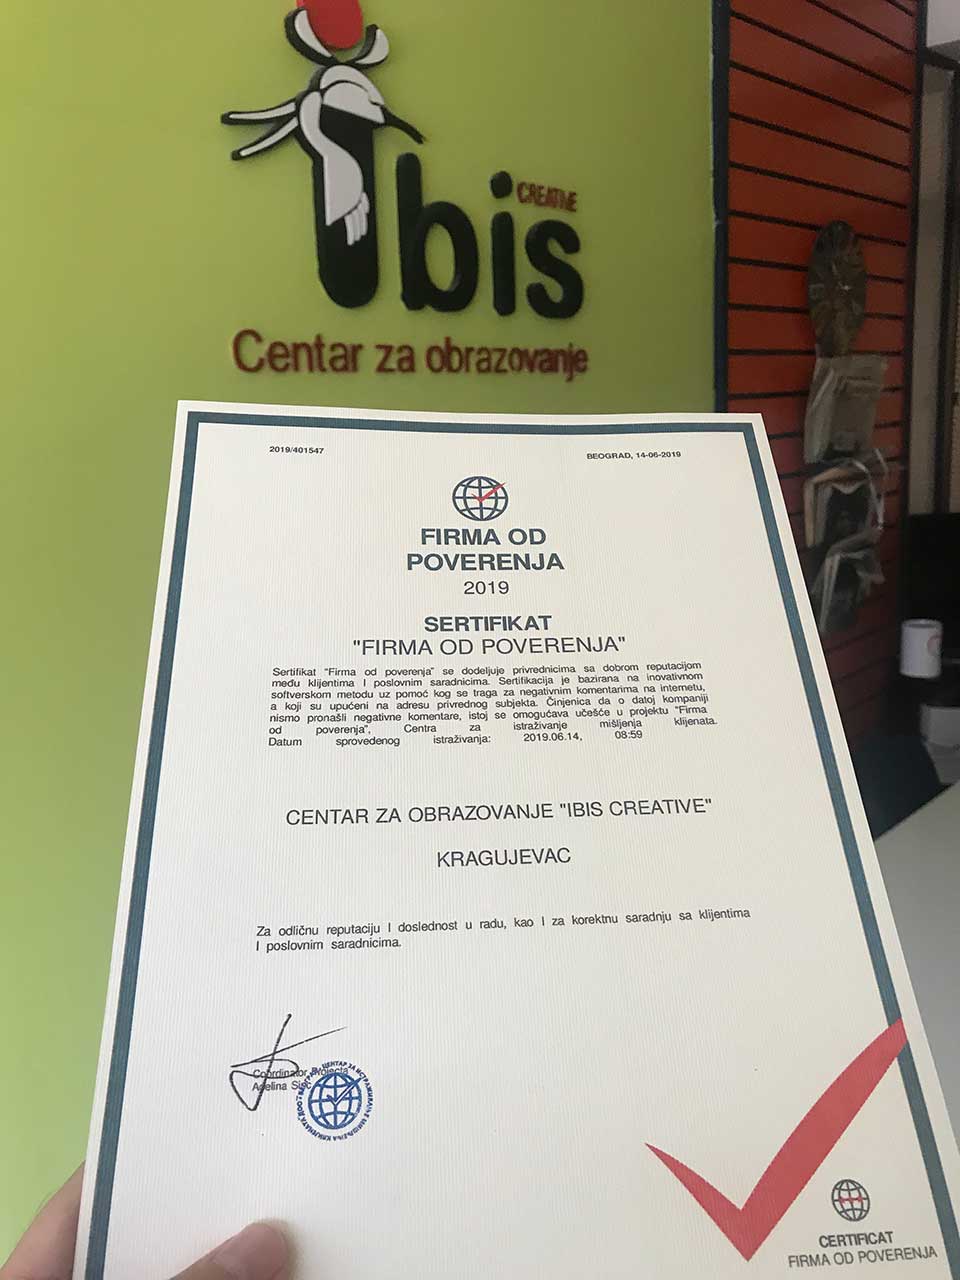 CREATIVE
Ibis
Centar za obrazovanje
2019/401547
BEOGRAD, 14-06-2019
FIRMA OD
POVERENJA
2019
SERTIFIKAT
"FIRMA OD POVERENJA"
Sertifikat "Firma od poverenja" se dodeljuje privrednicima sa dobrom reputacijom
među klijentima I poslovnim saradnicima. Sertifikacija je bazirana na inovativnom
softverskom metodu uz pomoć kog se traga za negativnim komentarima na internetu,
a koji su upućeni na adresu privrednog subjekta. Činjenica da o datoj kompaniji
nismo pronašli negativne komentare, istoj se omogućava učešće u projektu "Firma
od poverenja", Centra za istraživanje mišljenja klijenata.
Datum sprovedenog istraživanja: 2019.06.14, 08:59
CENTAR ZA OBRAZOVANJE "IBIS CREATIVE"
KRAGUJEVAC
Za odličnu reputaciju I doslednost u radu, kao I za korektnu saradnju sa klijentima
I poslovnim saradnicima.
Coordinator
CERTIFICAT
FIRMA OD POVERENJA